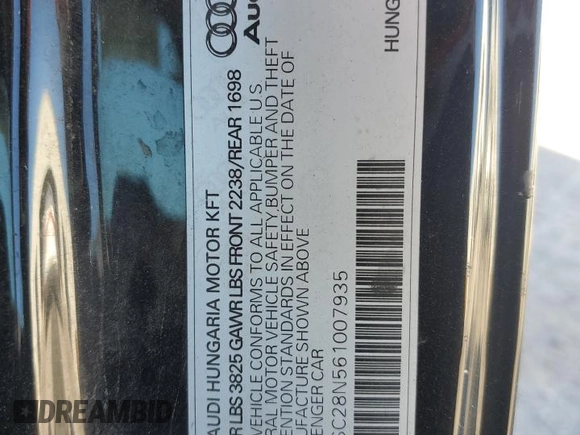 Aud
HUNG
AUDI HUNGARIA MOTOR KFT
LBS 3825 GAWR LBS FRONT 2238/REAR 1698
VEHICLE CONFORMS TO ALL APPLICABLE U S
RAL MOTOR VEHICLE SAFETY, BUMPER AND THEFT
ENTION STANDARDS IN EFFECT ON THE DATE OF
UFACTURE SHOWN ABOVE
ENGER CAR
SC28N561007935
DREAMBID